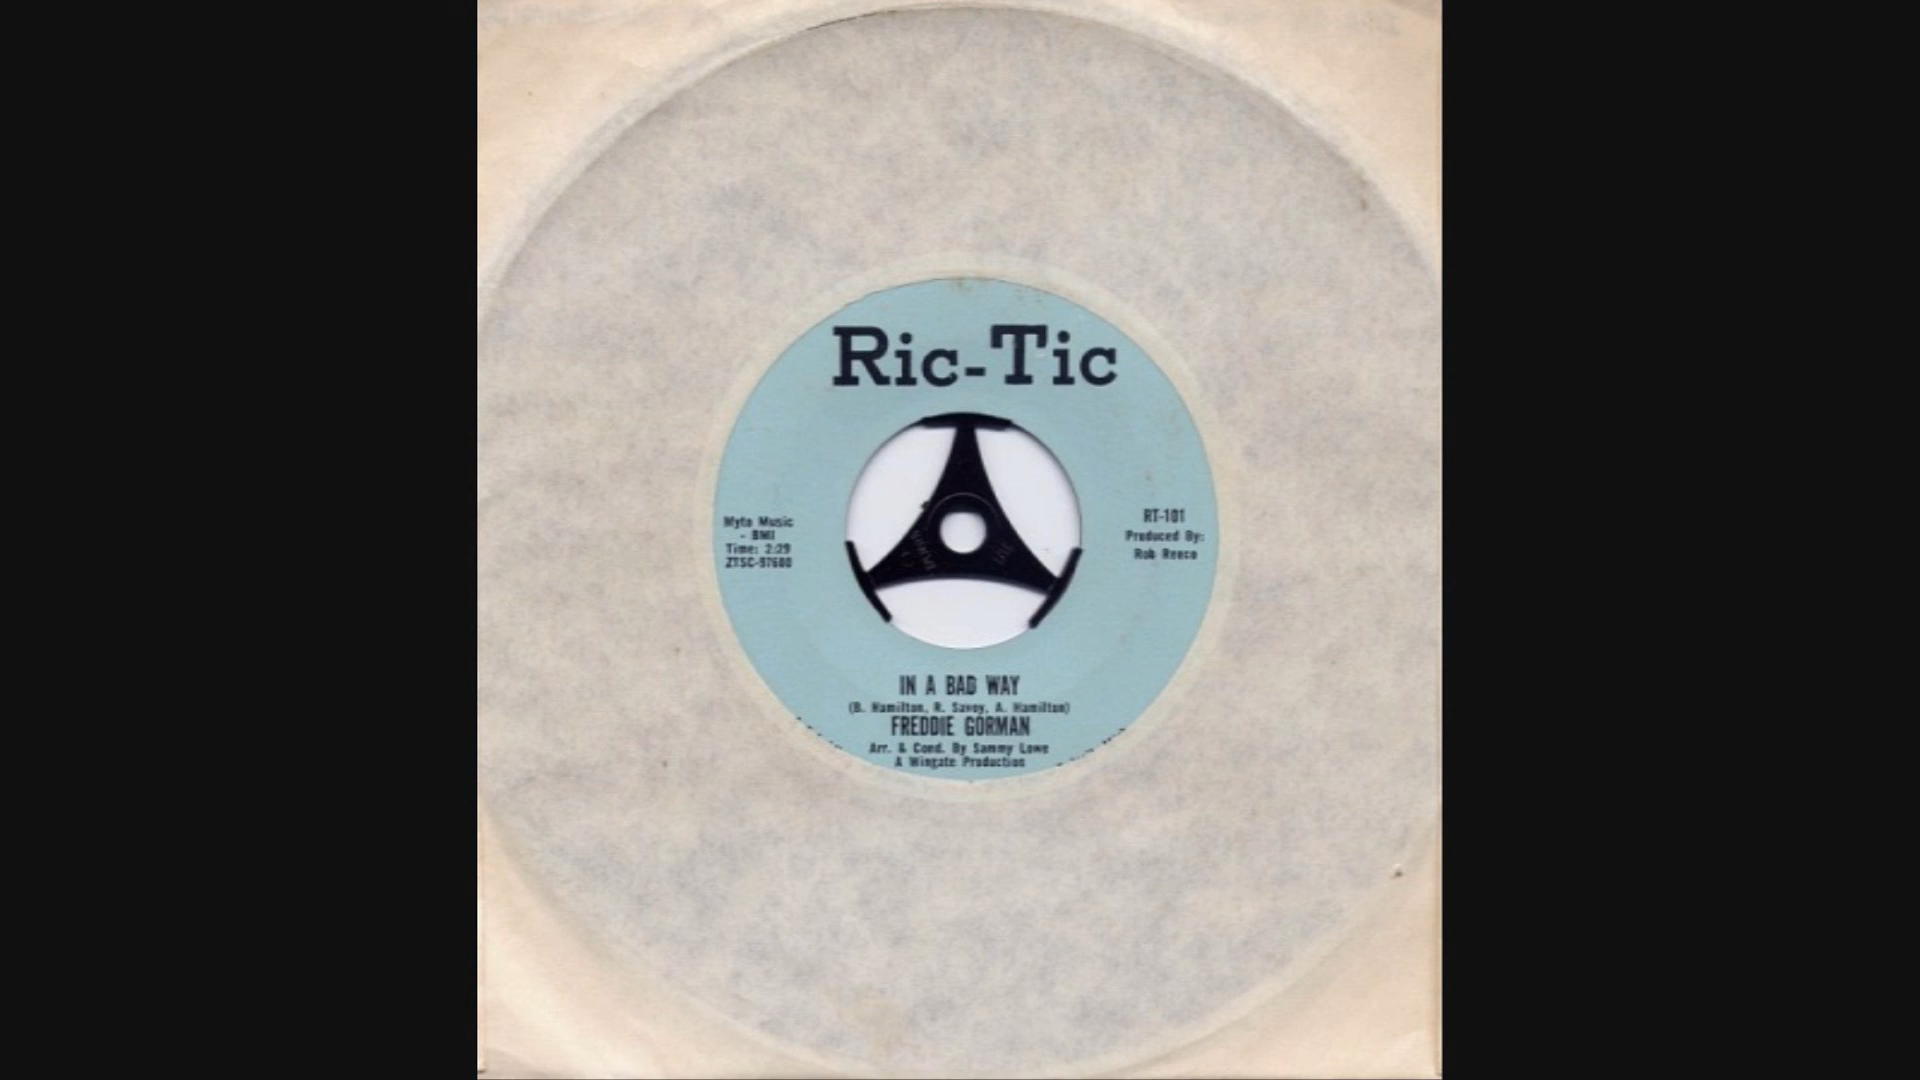 Ric-Tic
Myto Music
- BMI
Time: 2:29
ZTSC-97680
RT-101
Produced By:
Rob Reeco
IN A BAD WAY
(B. Hamilton, R. Savoy, A. Hamilton)
FREDDIE GORMAN
Arr. & Cond. By Sammy Lowe
A Wingate Production